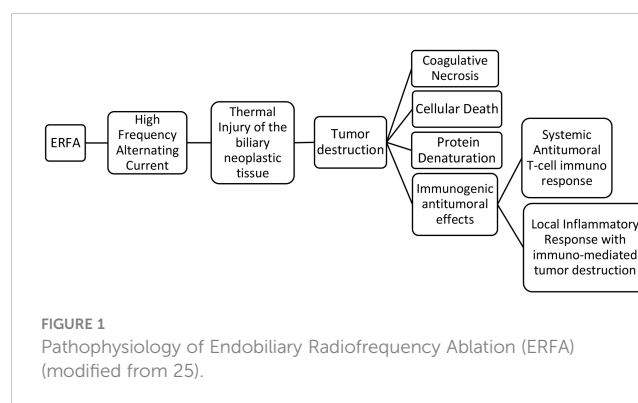 ERFA
High
Frequency
Alternating
Current
Thermal
Injury of the
biliary
neoplastic
tissue
Tumor
destruction
Coagulative
Necrosis
Cellular Death
Protein
Denaturation
Immunogenic
antitumoral
effects
Systemic
Antitumoral
T-cell immuno
response
Local Inflammatory
Response with
immuno-mediated
tumor destruction
FIGURE 1
Pathophysiology of Endobiliary Radiofrequency Ablation (ERFA)
(modified from 25).